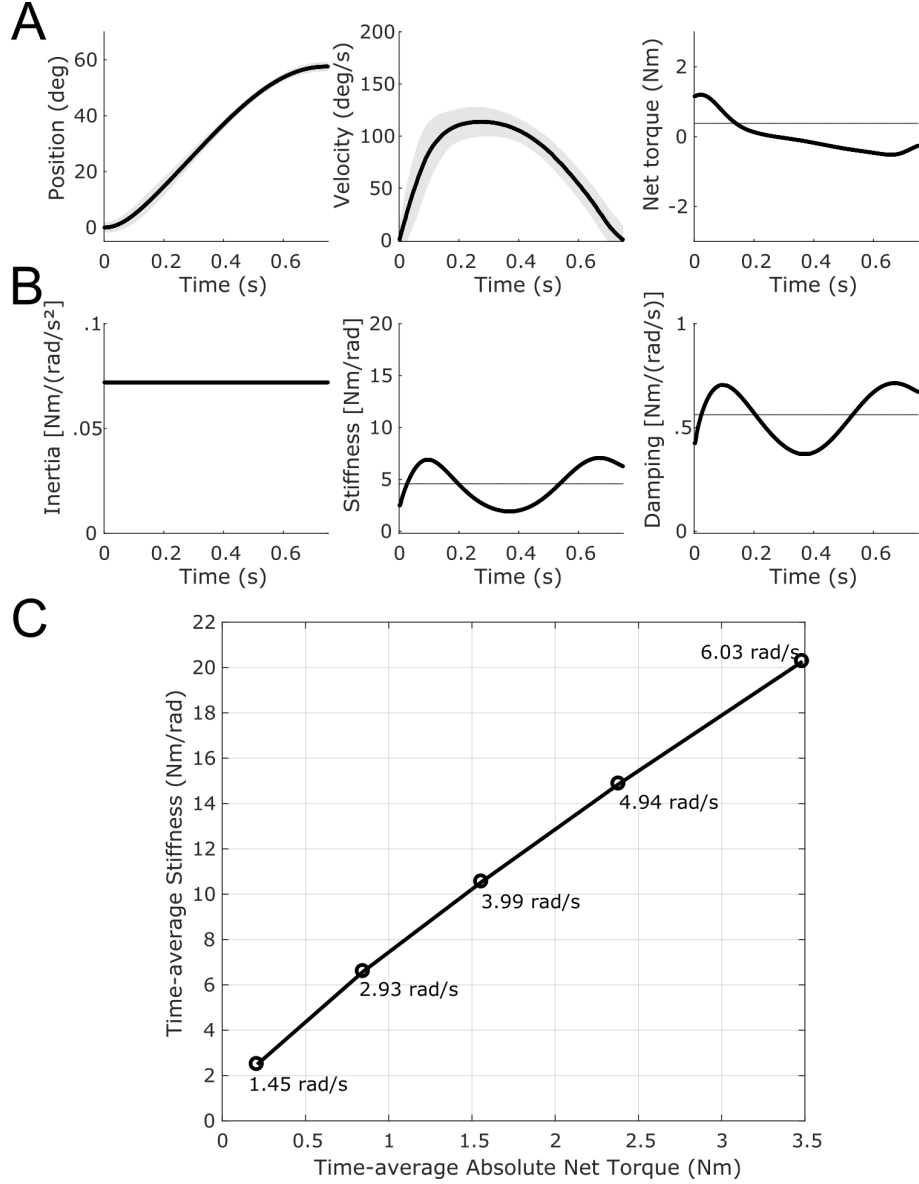 A
Position (deg)
60
40
20
0
0 0.2 0.4 0.6
Time (s)
Velocity (deg/s)
200
150
100
50
0
0 0.2 0.4 0.6
Time (s)
Net torque (Nm)
2
0
-2
0 0.2 0.4 0.6
Time (s)
B
Inertia [Nm/(rad/s²]
.1
.05
0
0 0.2 0.4 0.6
Time (s)
Stiffness [Nm/rad]
20
15
10
5
0
0 0.2 0.4 0.6
Time (s)
Damping [Nm/(rad/s)]
1
.5
0
0 0.2 0.4 0.6
Time (s)
C
Time-average Stiffness (Nm/rad)
22
20
18
16
14
12
10
8
6
4
2
0
6.03 rad/s
4.94 rad/s
3.99 rad/s
2.93 rad/s
1.45 rad/s
0 0.5 1 1.5 2 2.5 3 3.5
Time-average Absolute Net Torque (Nm)